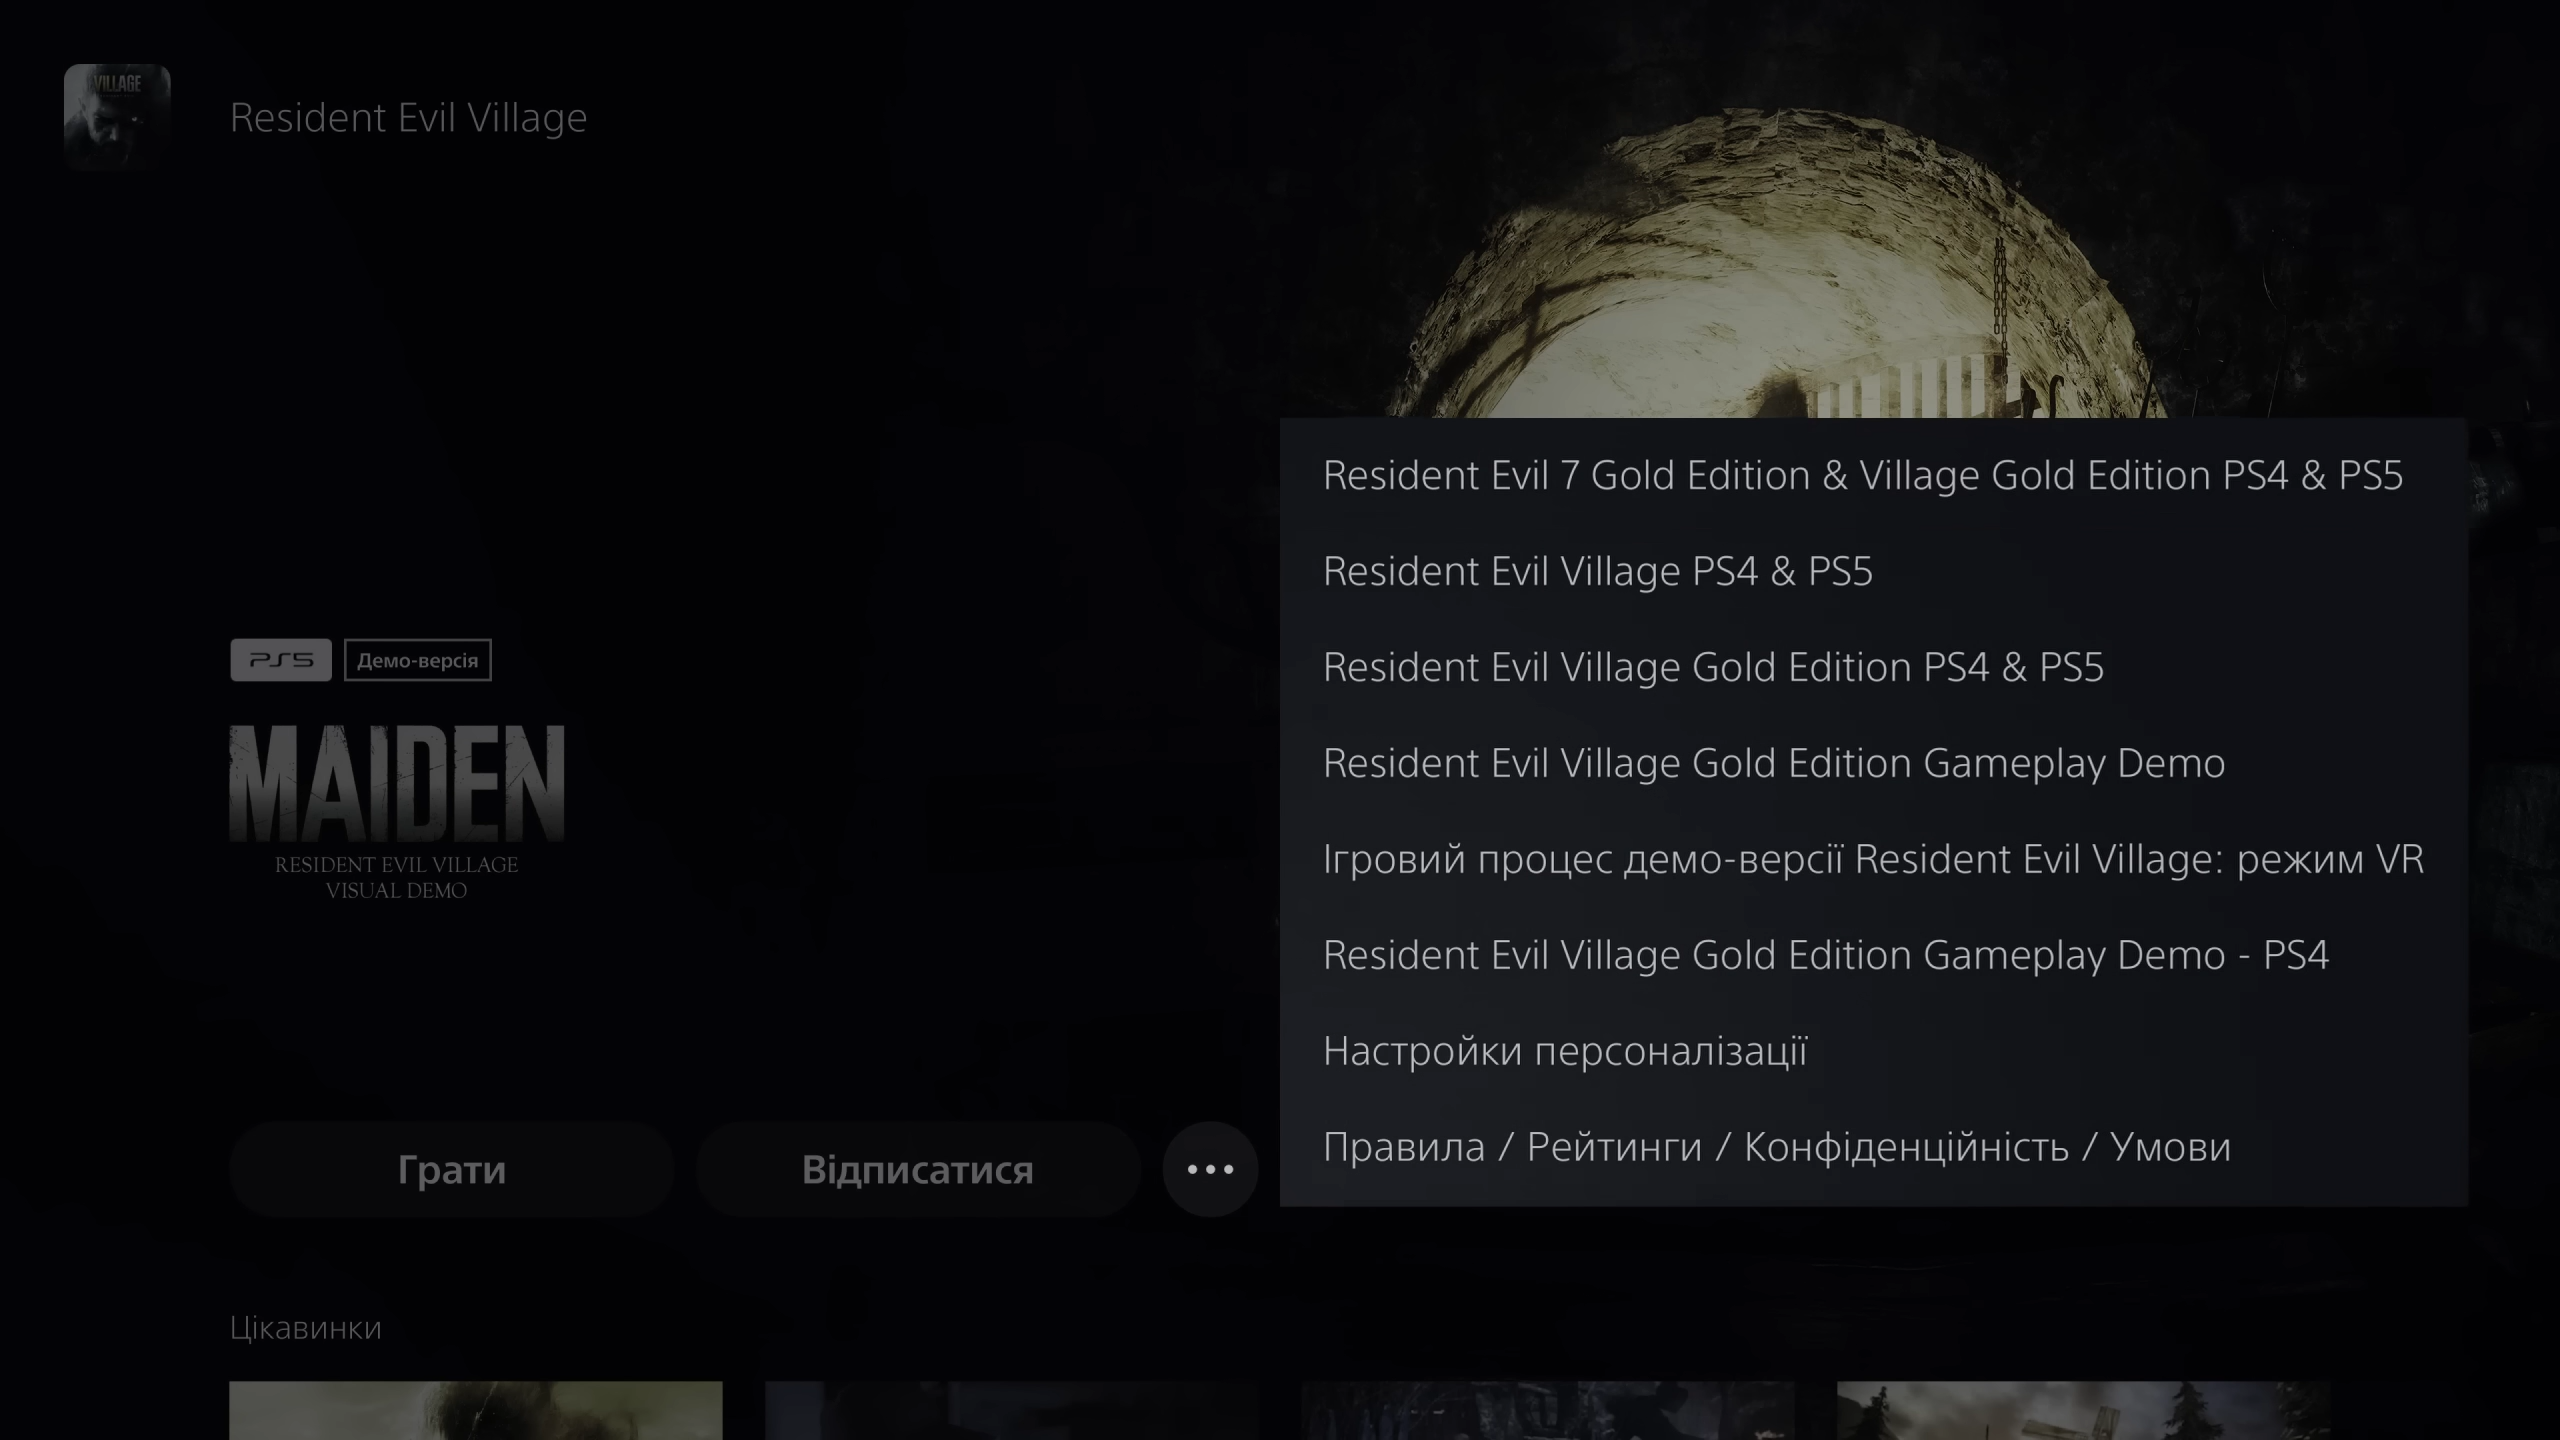 VILLAGE
Resident Evil Village
PS5
Демо-версія
MAIDEN
RESIDENT EVIL VILLAGE
VISUAL DEMO
Грати
Відписатися
Resident Evil 7 Gold Edition & Village Gold Edition PS4 & PS5
Resident Evil Village PS4 & PS5
Resident Evil Village Gold Edition PS4 & PS5
Resident Evil Village Gold Edition Gameplay Demo
Ігровий процес демо-версії Resident Evil Village: режим VR
Resident Evil Village Gold Edition Gameplay Demo - PS4
Настройки персоналізації
Правила / Рейтинги / Конфіденційність / Умови
Цікавинки